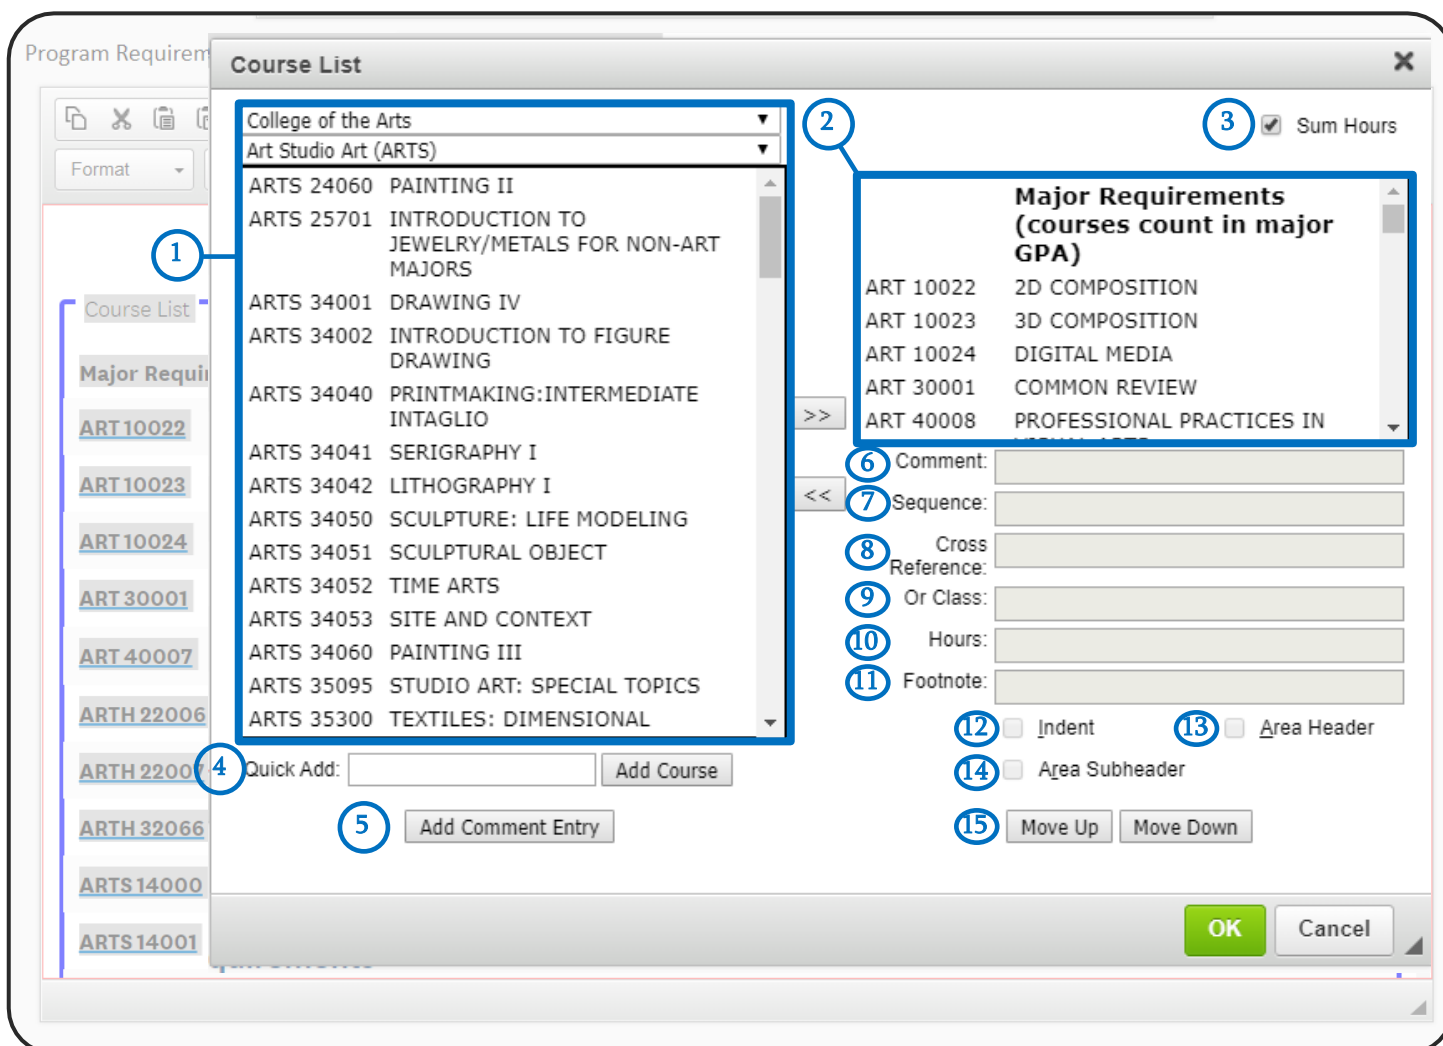 Program Requirem
Course List
Format
Course List
Major Requi
ART 10022
ART 10023
ART 10024
ART 30001
ART 40007
ARTH 22006
ARTH 22007
ARTH 32066
ARTS 14000
ARTS 14001
1
College of the Arts
Art Studio Art (ARTS)
ARTS 24060 PAINTING II
ARTS 25701 INTRODUCTION TO
JEWELRY/METALS FOR NON-ART
MAJORS
ARTS 34001 DRAWING IV
ARTS 34002 INTRODUCTION TO FIGURE
DRAWING
ARTS 34040 PRINTMAKING:INTERMEDIATE
INTAGLIO
ARTS 34041 SERIGRAPHY I
ARTS 34042 LITHOGRAPHY I
ARTS 34050 SCULPTURE: LIFE MODELING
ARTS 34051 SCULPTURAL OBJECT
ARTS 34052 TIME ARTS
ARTS 34053 SITE AND CONTEXT
ARTS 34060 PAINTING III
ARTS 35095 STUDIO ART: SPECIAL TOPICS
ARTS 35300 TEXTILES: DIMENSIONAL
4 Quick Add: Add Course
5 Add Comment Entry
>>
<<
2
3 Sum Hours
Major Requirements
(courses count in major
GPA)
ART 10022 2D COMPOSITION
ART 10023 3D COMPOSITION
ART 10024 DIGITAL MEDIA
ART 30001 COMMON REVIEW
ART 40008 PROFESSIONAL PRACTICES IN
6 Comment:
7 Sequence:
8 Cross
Reference:
9 Or Class:
10 Hours:
11 Footnote:
12 Indent 13 Area Header
14 Area Subheader
15 Move Up Move Down
OK Cancel